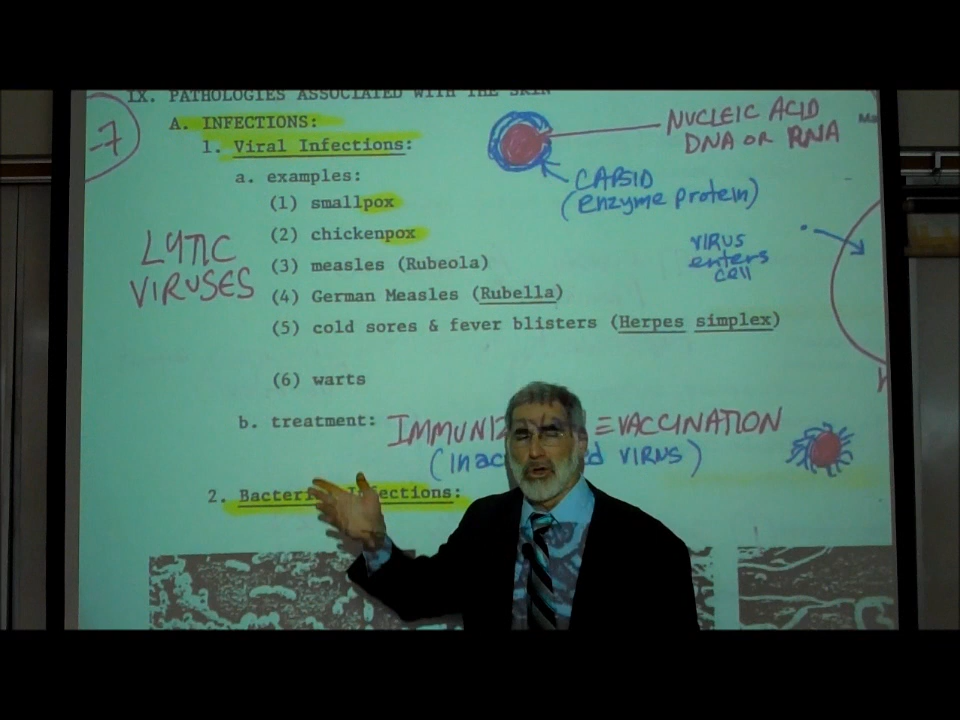 IX. PATHOLOGIES ASSOCIATED WITH THE SKIN
-7
A. INFECTIONS:
1. Viral Infections:
a. examples:
(1) smallpox
(2) chickenpox
(3) measles (Rubeola)
(4) German Measles (Rubella)
(5) cold sores & fever blisters (Herpes simplex)
(6) warts
LYTIC
VIRUSES
NUCLEIC ACID
DNA OR RNA
CAPSID
(enzyme protein)
VIRUS
enters
cell
b. treatment: ≡VACCINATION
VIRUS)
2. Infections: